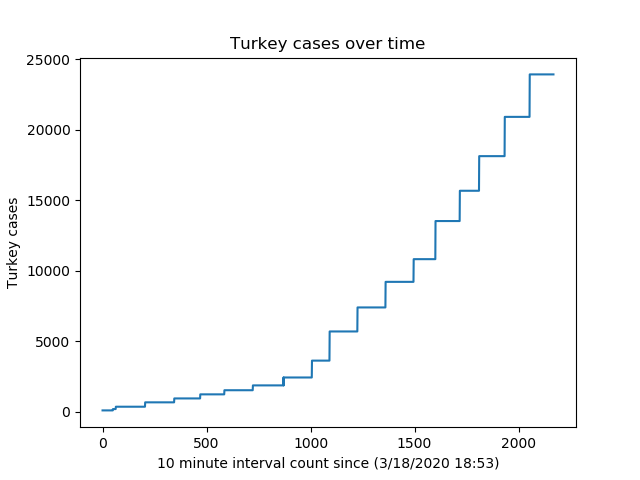 Turkey cases over time
25000
20000
15000
10000
5000
0
Turkey cases
0 500 1000 1500 2000
10 minute interval count since (3/18/2020 18:53)